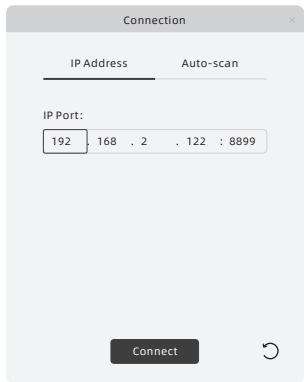 Connection ×
IP Address Auto-scan
IP Port:
192 . 168 . 2 . 122 : 8899
Connect